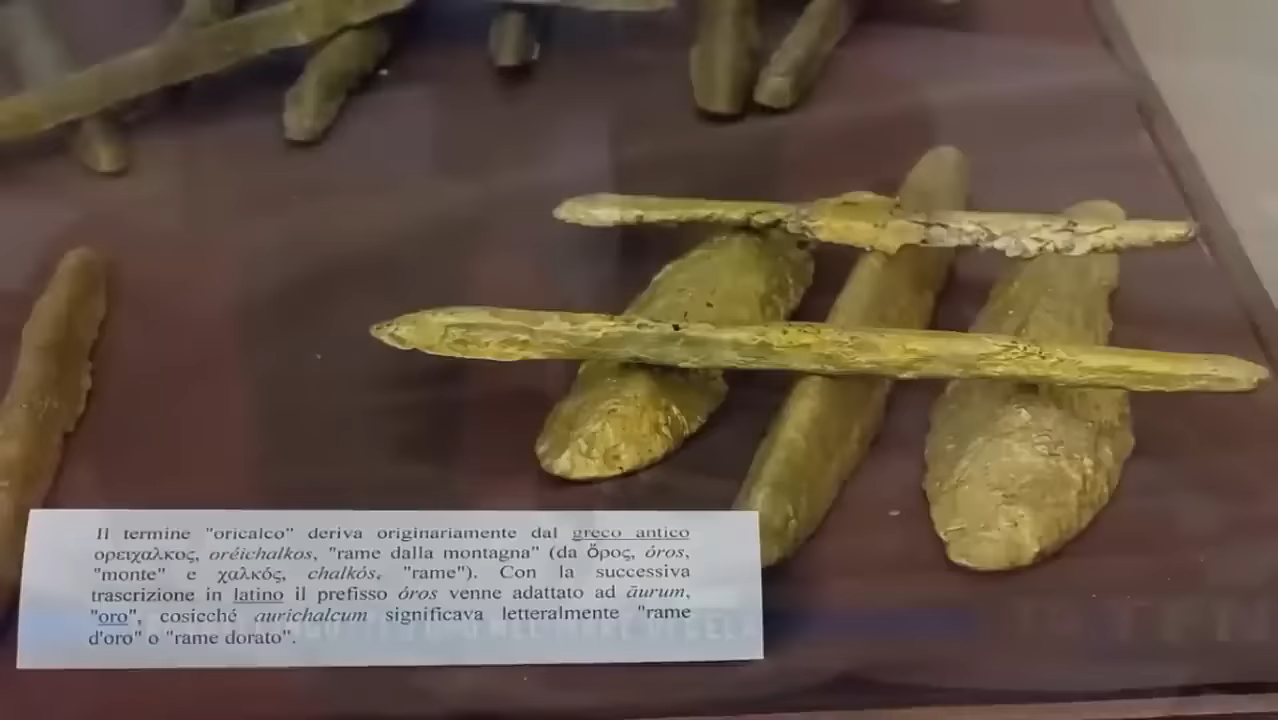 Il termine "oricalco" deriva originariamente dal greco antico
ορειχαλκος, oréichalkos, "rame dalla montagna" (da ὄρος, óros,
"monte" e χαλκός, chalkòs, "rame"). Con la successiva
trascrizione in latino il prefisso óros venne adattato ad āurum,
"oro", cosicché aurichalcum significava letteralmente "rame
d'oro" o "rame dorato".